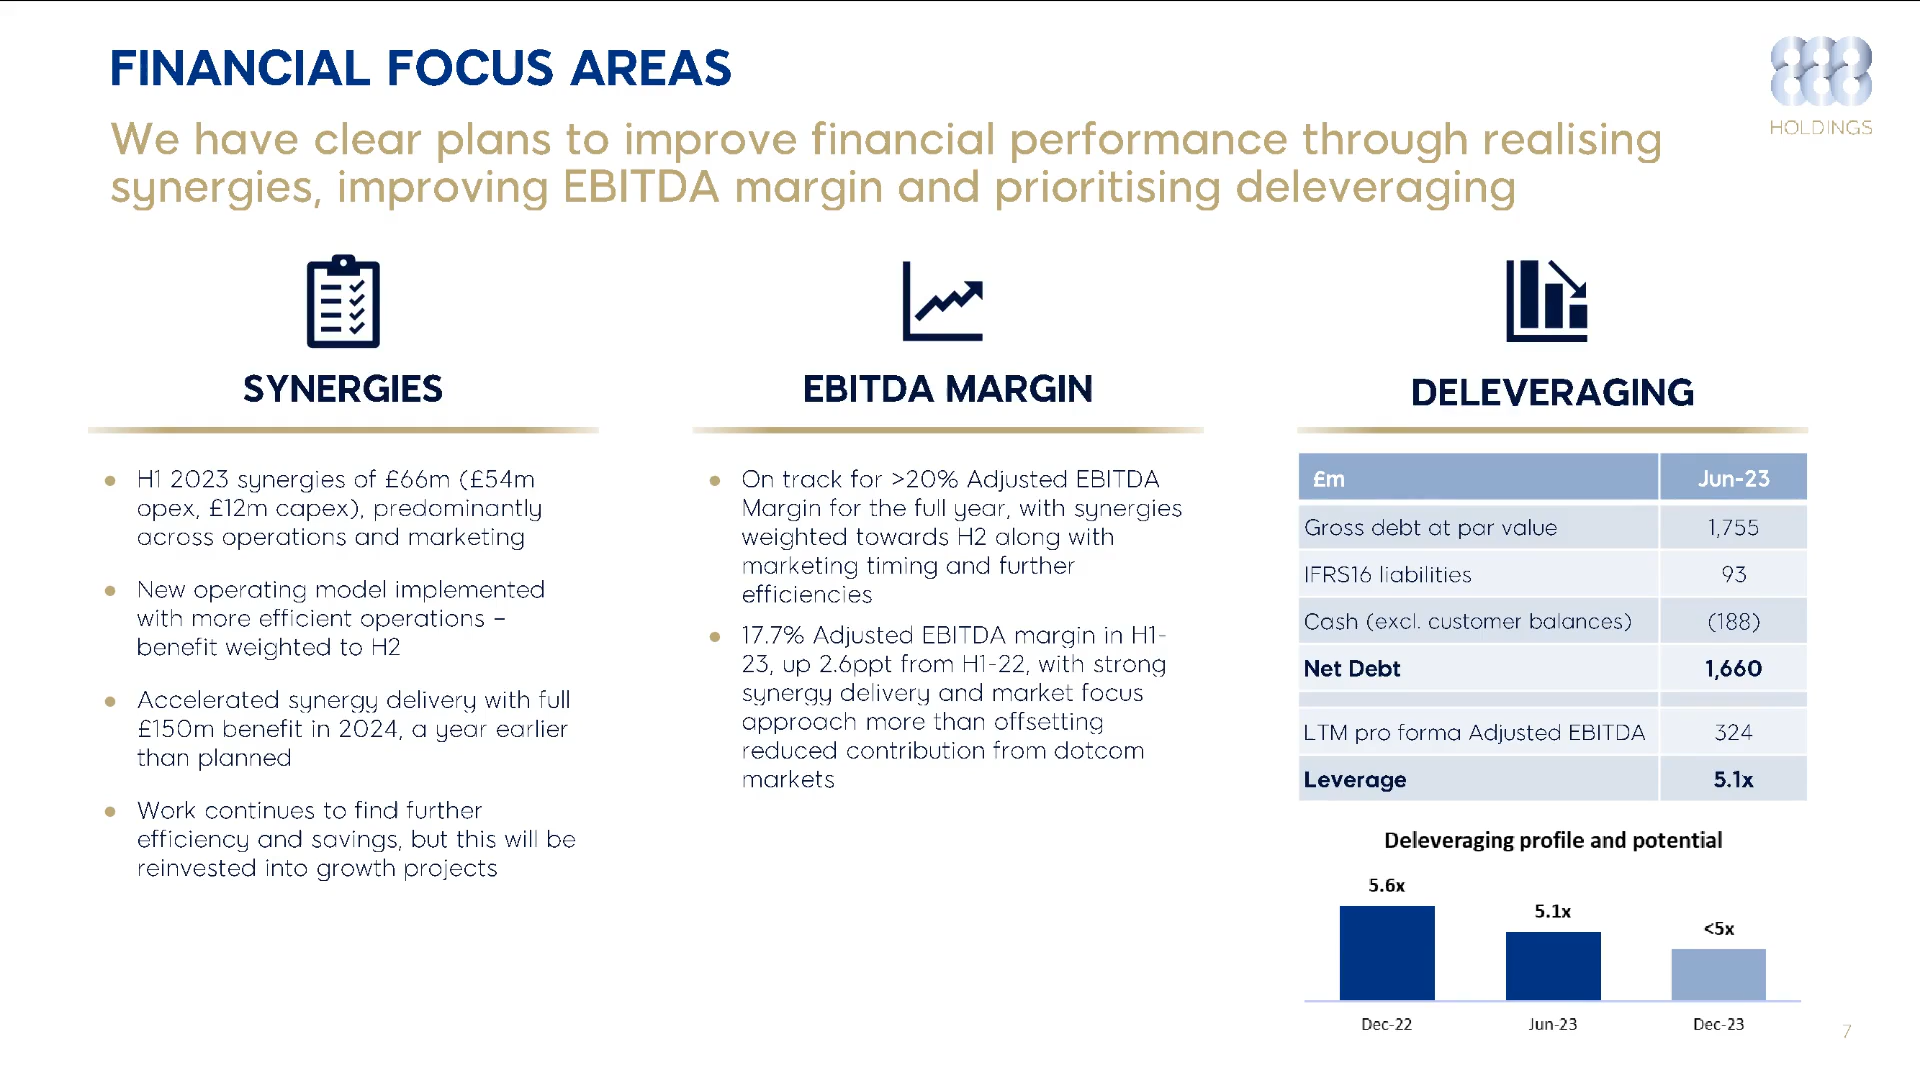 FINANCIAL FOCUS AREAS
We have clear plans to improve financial performance through realising
synergies, improving EBITDA margin and prioritising deleveraging
888
HOLDINGS
SYNERGIES
● H1 2023 synergies of £66m (£54m
opex, £12m capex), predominantly
across operations and marketing
● New operating model implemented
with more efficient operations –
benefit weighted to H2
● Accelerated synergy delivery with full
£150m benefit in 2024, a year earlier
than planned
● Work continues to find further
efficiency and savings, but this will be
reinvested into growth projects
EBITDA MARGIN
● On track for >20% Adjusted EBITDA
Margin for the full year, with synergies
weighted towards H2 along with
marketing timing and further
efficiencies
● 17.7% Adjusted EBITDA margin in H1-
23, up 2.6ppt from H1-22, with strong
synergy delivery and market focus
approach more than offsetting
reduced contribution from dotcom
markets
DELEVERAGING
£m Jun-23
Gross debt at par value 1,755
IFRS16 liabilities 93
Cash (excl. customer balances) (188)
Net Debt 1,660
LTM pro forma Adjusted EBITDA 324
Leverage 5.1x
Deleveraging profile and potential
5.6x
5.1x
<5x
Dec-22 Jun-23 Dec-23
7